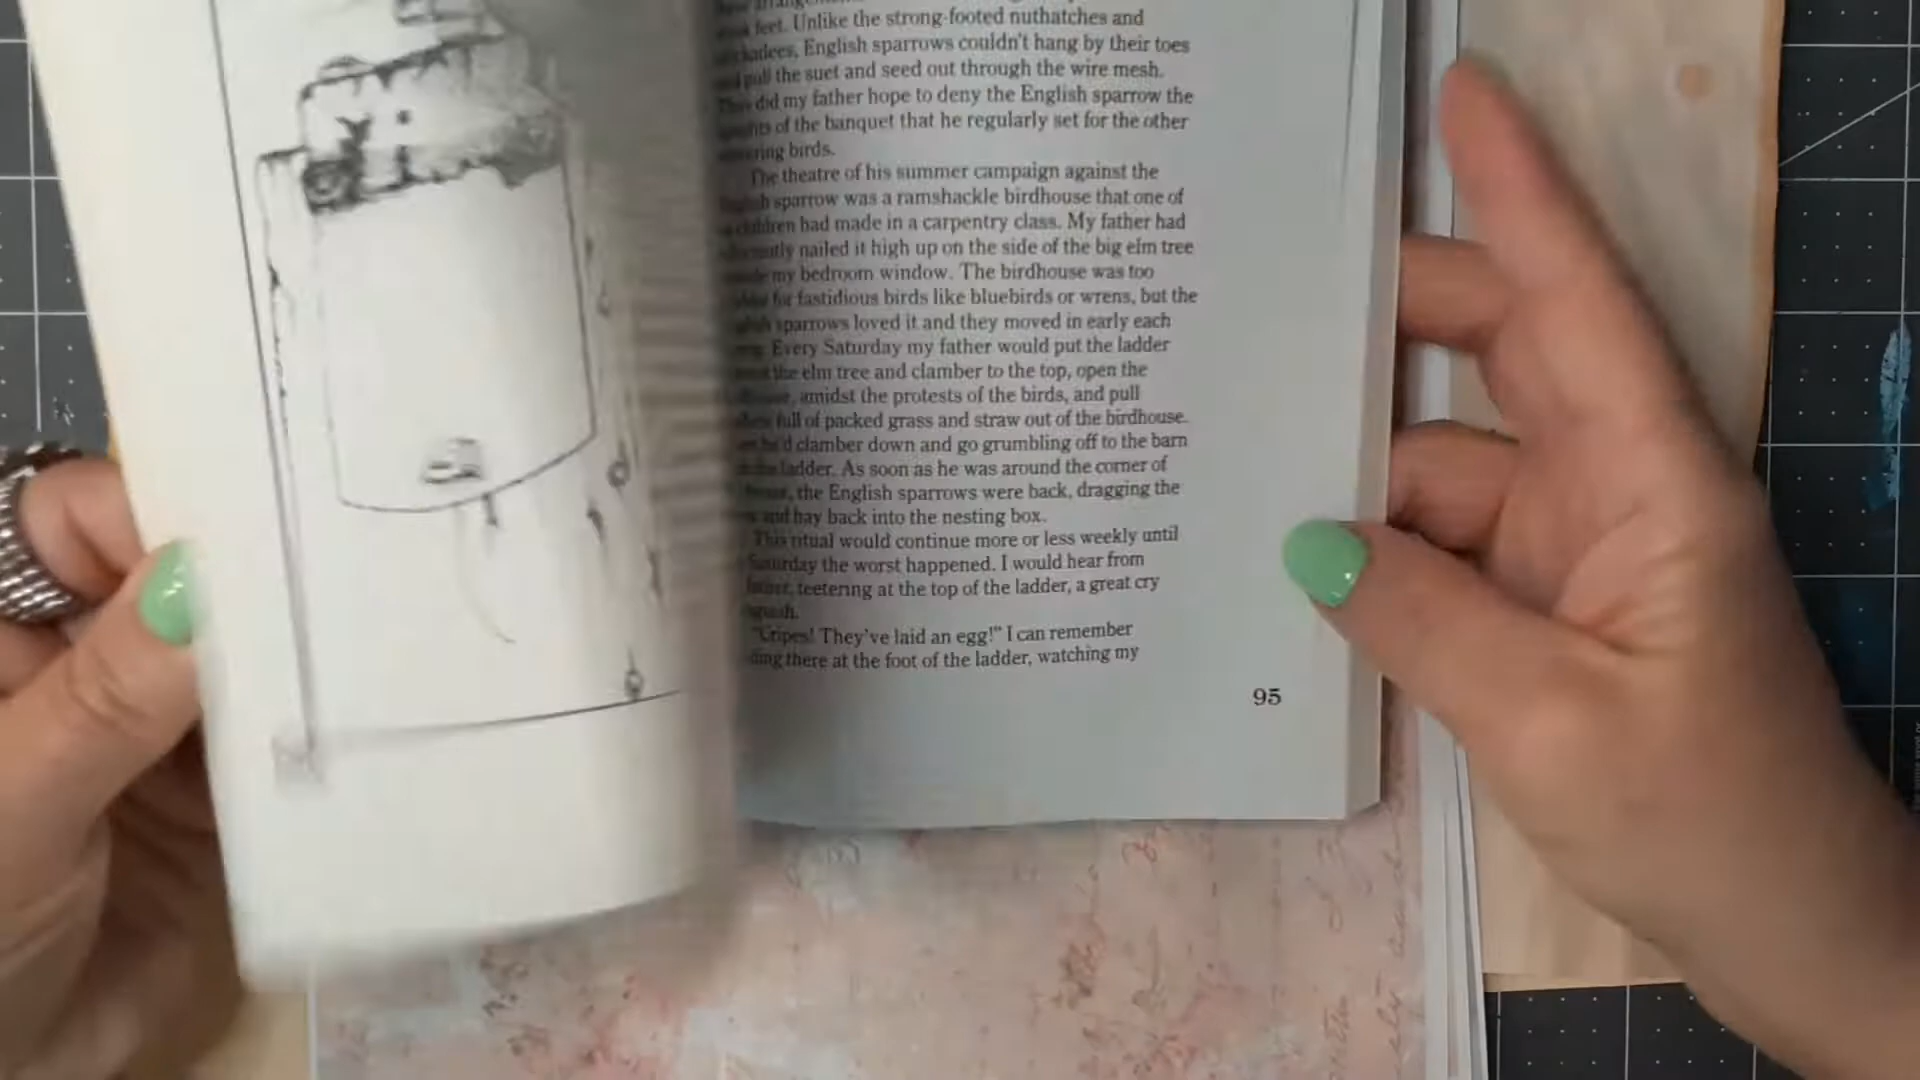 feet. Unlike the strong-footed nuthatches and
English sparrows couldn't hang by their toes
pull the suet and seed out through the wire mesh.
did my father hope to deny the English sparrow the
of the banquet that he regularly set for the other
birds.
The theatre of his summer campaign against the
sparrow was a ramshackle birdhouse that one of
children had made in a carpentry class. My father had
nailed it high up on the side of the big elm tree
my bedroom window. The birdhouse was too
for fastidious birds like bluebirds or wrens, but the
sparrows loved it and they moved in early each
Every Saturday my father would put the ladder
the elm tree and clamber to the top, open the
amidst the protests of the birds, and pull
full of packed grass and straw out of the birdhouse.
he'd clamber down and go grumbling off to the barn
ladder. As soon as he was around the corner of
the English sparrows were back, dragging the
and hay back into the nesting box.
This ritual would continue more or less weekly until
Saturday the worst happened. I would hear from
teetering at the top of the ladder, a great cry
"Cripes! They've laid an egg!" I can remember
there at the foot of the ladder, watching my
95